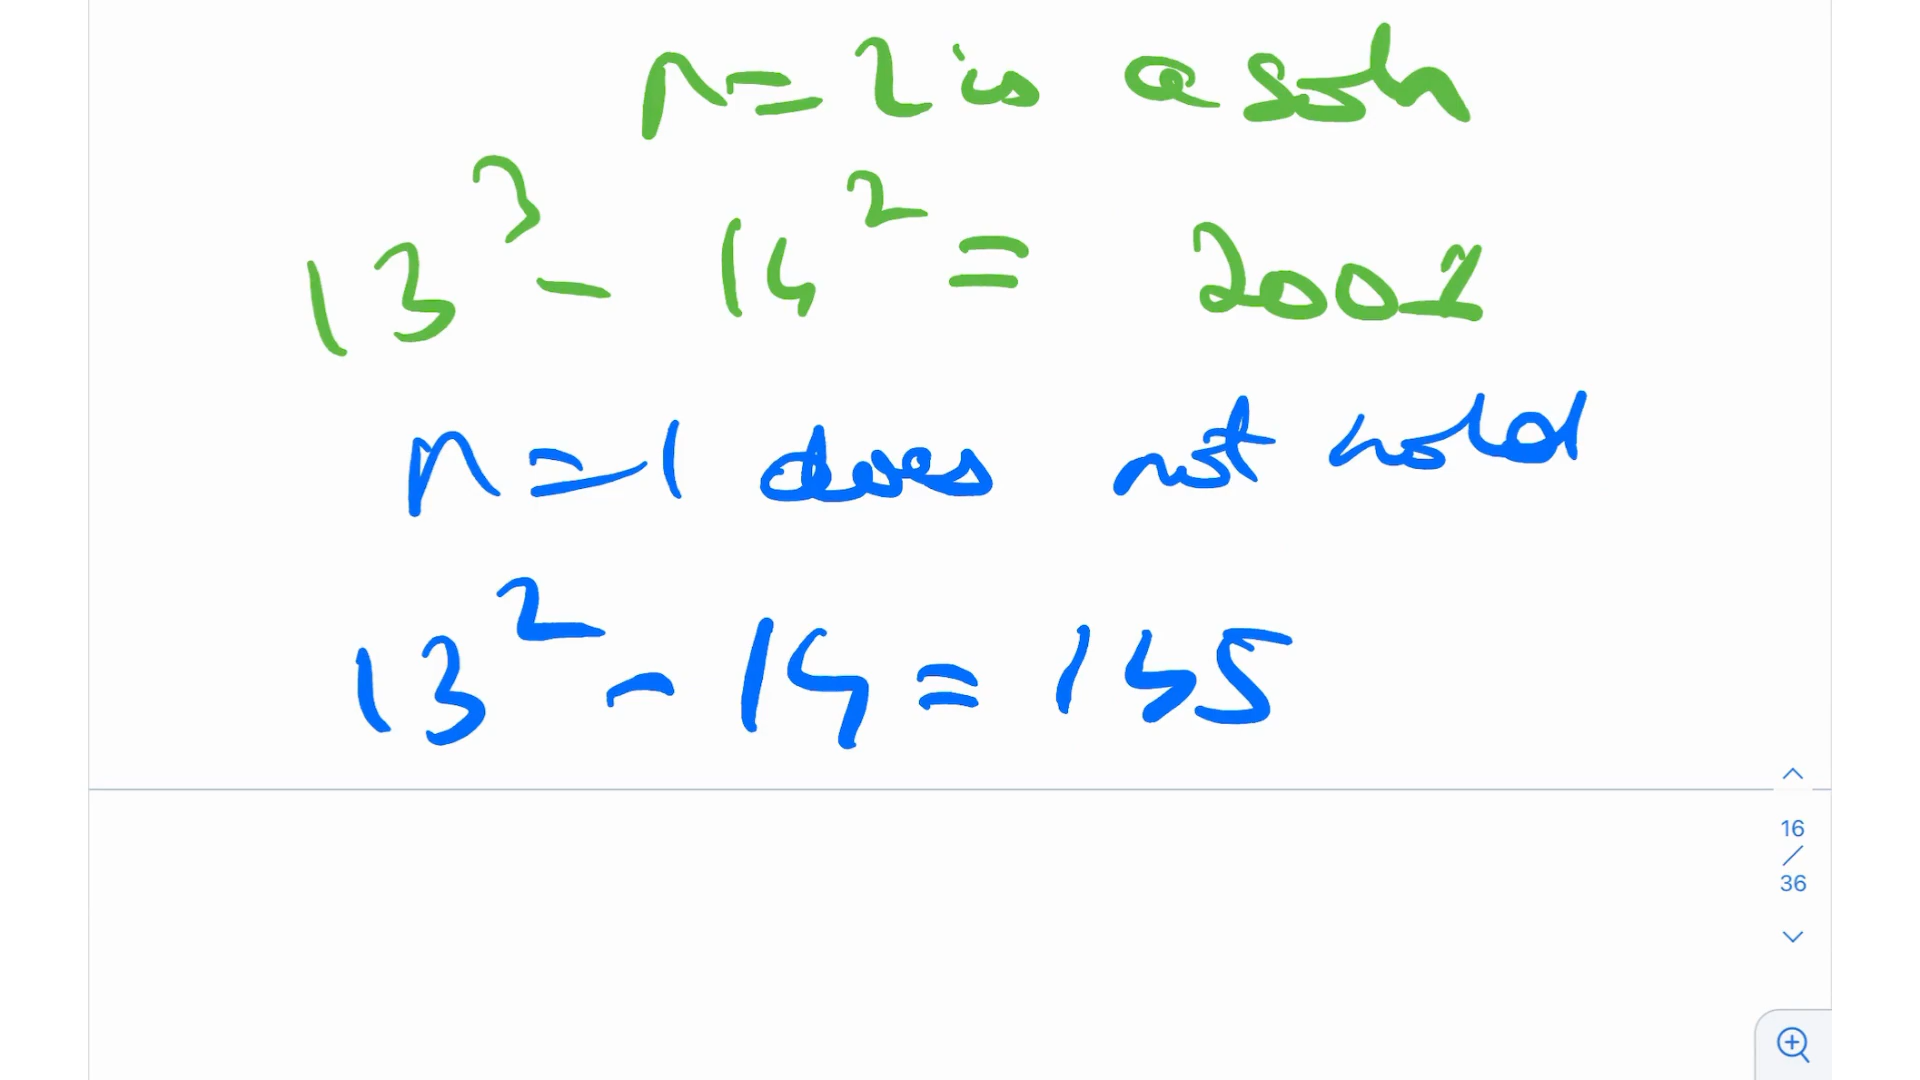 n=2 is a soln
13³ - 14² = 2001
n=1 does not hold
13² - 14 = 155
16
/
36